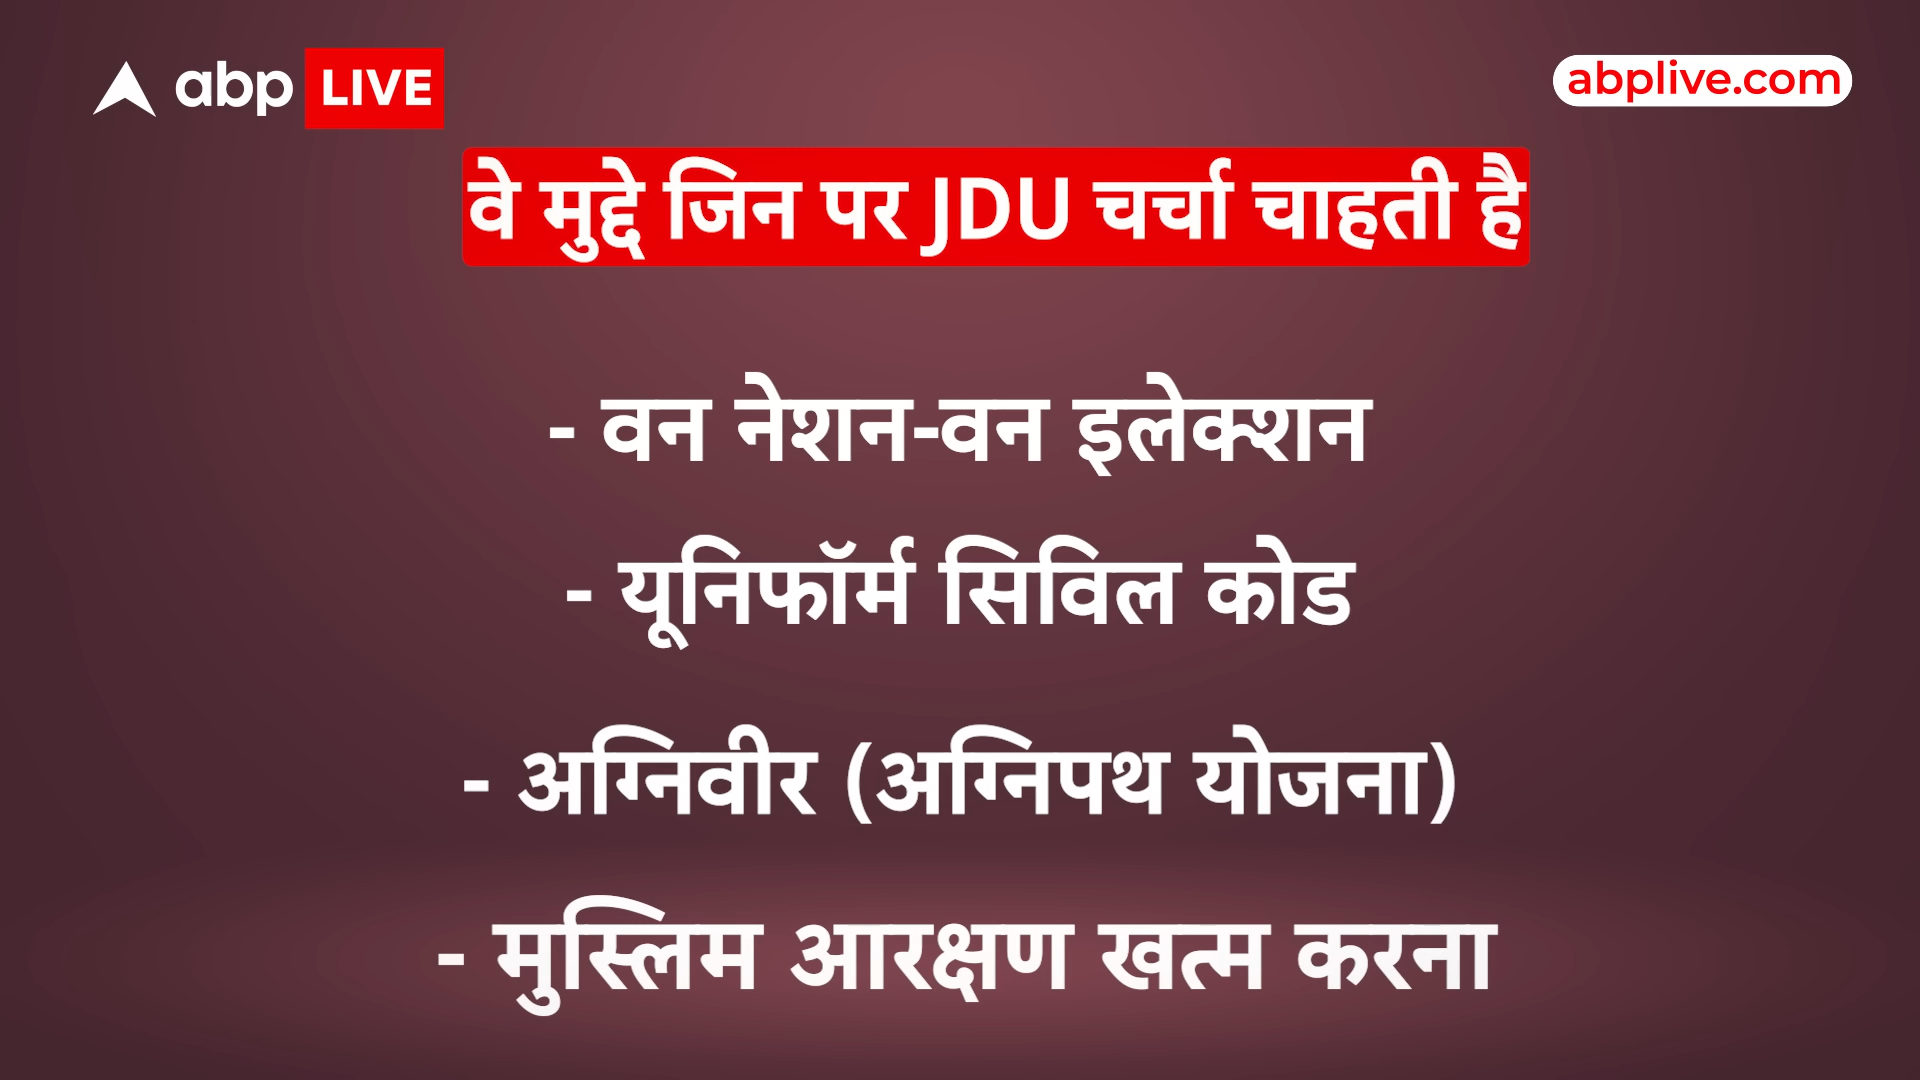 abp LIVE
abplive.com
वे मुद्दे जिन पर JDU चर्चा चाहती है
- वन नेशन-वन इलेक्शन
- यूनिफॉर्म सिविल कोड
- अग्निवीर (अग्निपथ योजना)
- मुस्लिम आरक्षण खत्म करना